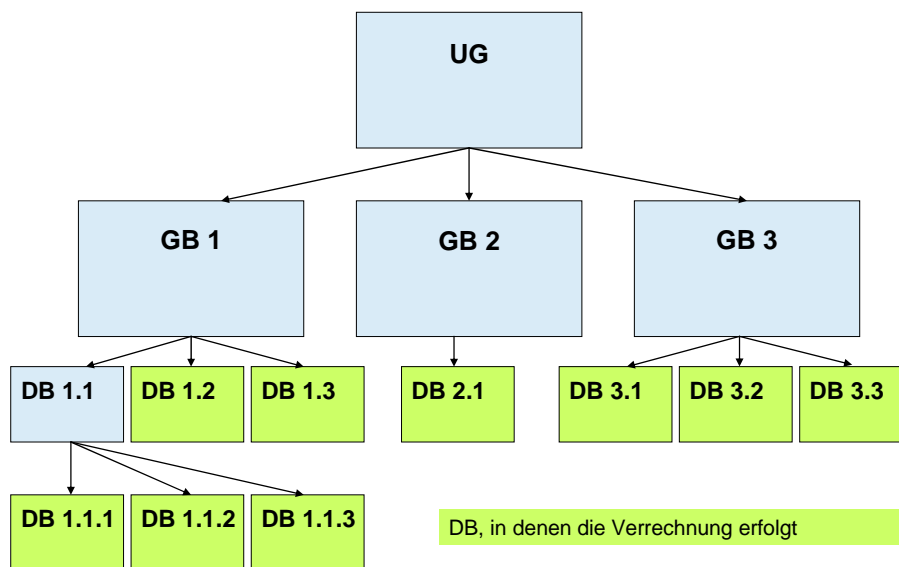 UG
GB 1
GB 2
GB 3
DB 1.1
DB 1.2
DB 1.3
DB 2.1
DB 3.1
DB 3.2
DB 3.3
DB 1.1.1
DB 1.1.2
DB 1.1.3
DB, in denen die Verrechnung erfolgt